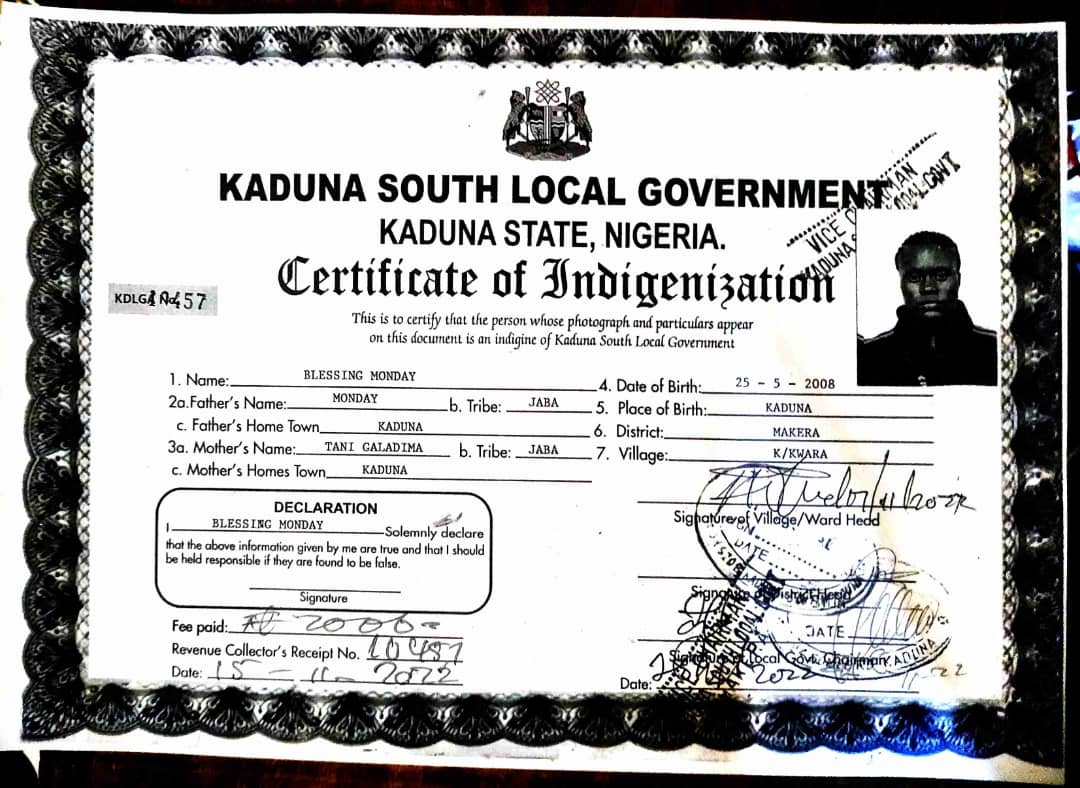 KADUNA SOUTH LOCAL GOVERNMENT
KADUNA STATE, NIGERIA.
Certificate of Indigenization
VICE
KADUNA
57
This is to certify that the person whose photograph and particulars appear
on this document is an indigine of Kaduna South Local Government
1. Name: BLESSING MONDAY
4. Date of Birth: 25 - 5 - 2008
2a.Father's Name: MONDAY b. Tribe: JABA
5. Place of Birth: KADUNA
c. Father's Home Town KADUNA
6. District: MAKERA
3a. Mother's Name: TANI GALADIMA b. Tribe: JABA
7. Village: K/KWARA
c. Mother's Homes Town KADUNA
DECLARATION
I BLESSING MONDAY Solemnly declare
that the above information given by me are true and that I should
be held responsible if they are found to be false.
Signature
Signature of Village/Ward Hedd
DATE
Fee paid:
Revenue Collector's Receipt No.
Date: 15 - 11 - 2022
DATE
Signature of Local Govt. Chairman
KADUNA
Date: 2022